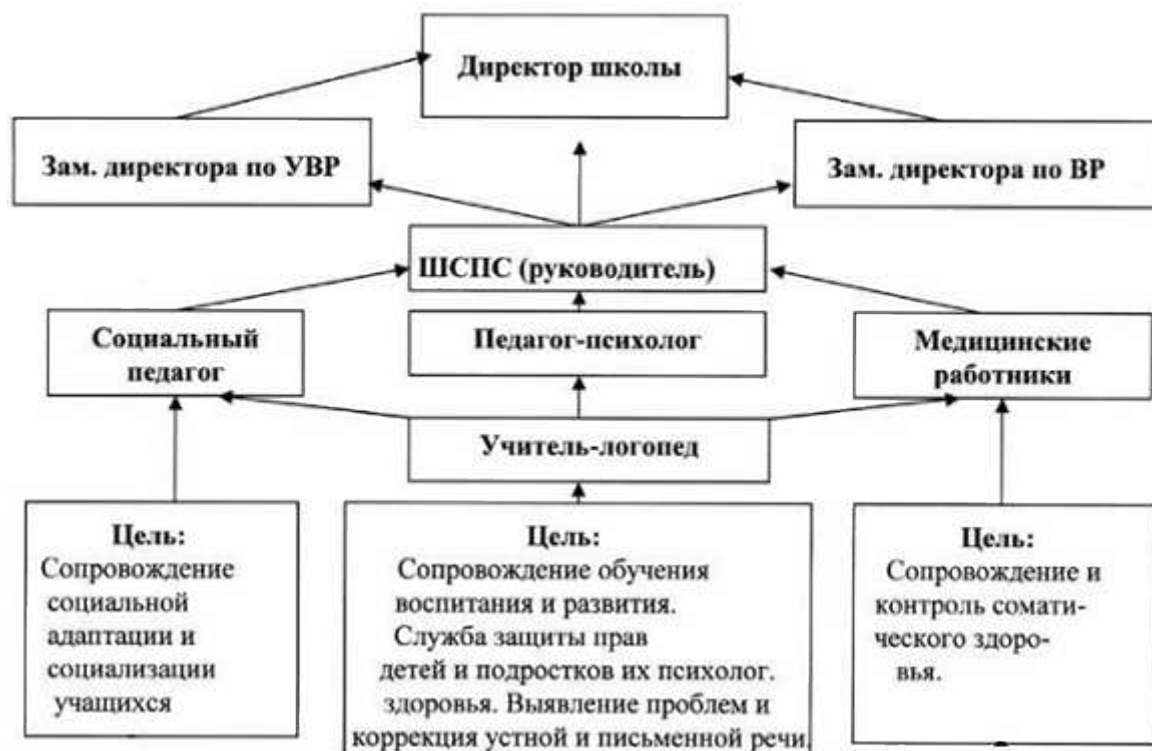 Директор школы
Зам. директора по УВР
Зам. директора по ВР
ШСПС (руководитель)
Социальный
педагог
Педагог-психолог
Медицинские
работники
Учитель-логопед
Цель:
Сопровождение
социальной
адаптации и
социализации
учащихся
Цель:
Сопровождение обучения
воспитания и развития.
Служба защиты прав
детей и подростков их психолог.
здоровья. Выявление проблем и
коррекция устной и письменной речи
Цель:
Сопровождение и
контроль сомати-
ческого здоро-
вья.